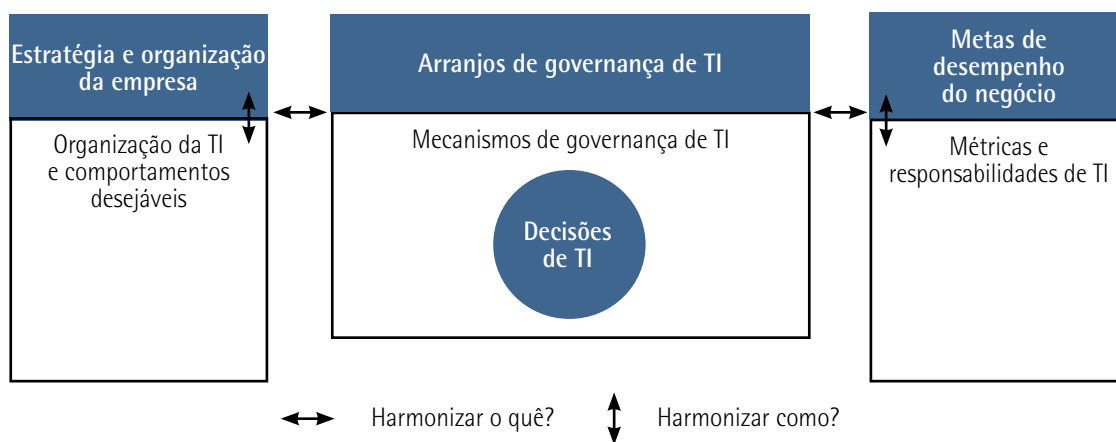 Estratégia e organização
da empresa
Organização da TI
e comportamentos
desejáveis
Arranjos de governança de TI
Mecanismos de governança de TI
Decisões
de TI
Metas de
desempenho
do negócio
Métricas e
responsabilidades de TI
Harmonizar o quê?
Harmonizar como?